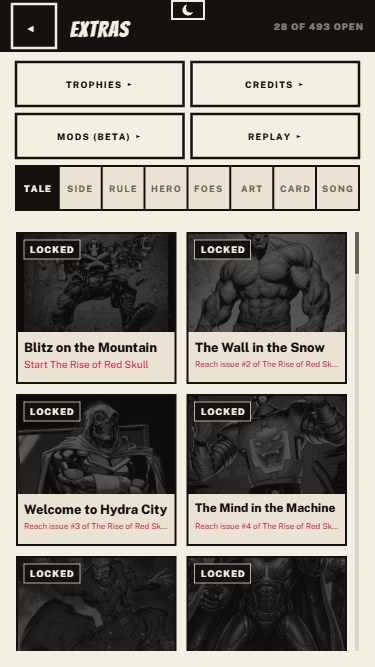 ◄ EXTRAS 28 OF 493 OPEN
TROPHIES ► CREDITS ►
MODS (BETA) ► REPLAY ►
TALE SIDE RULE HERO FOES ART CARD SONG
LOCKED LOCKED
Blitz on the Mountain
Start The Rise of Red Skull
The Wall in the Snow
Reach issue #2 of The Rise of Red Sk...
LOCKED LOCKED
Welcome to Hydra City
Reach issue #3 of The Rise of Red Sk...
The Mind in the Machine
Reach issue #4 of The Rise of Red Sk...
LOCKED LOCKED